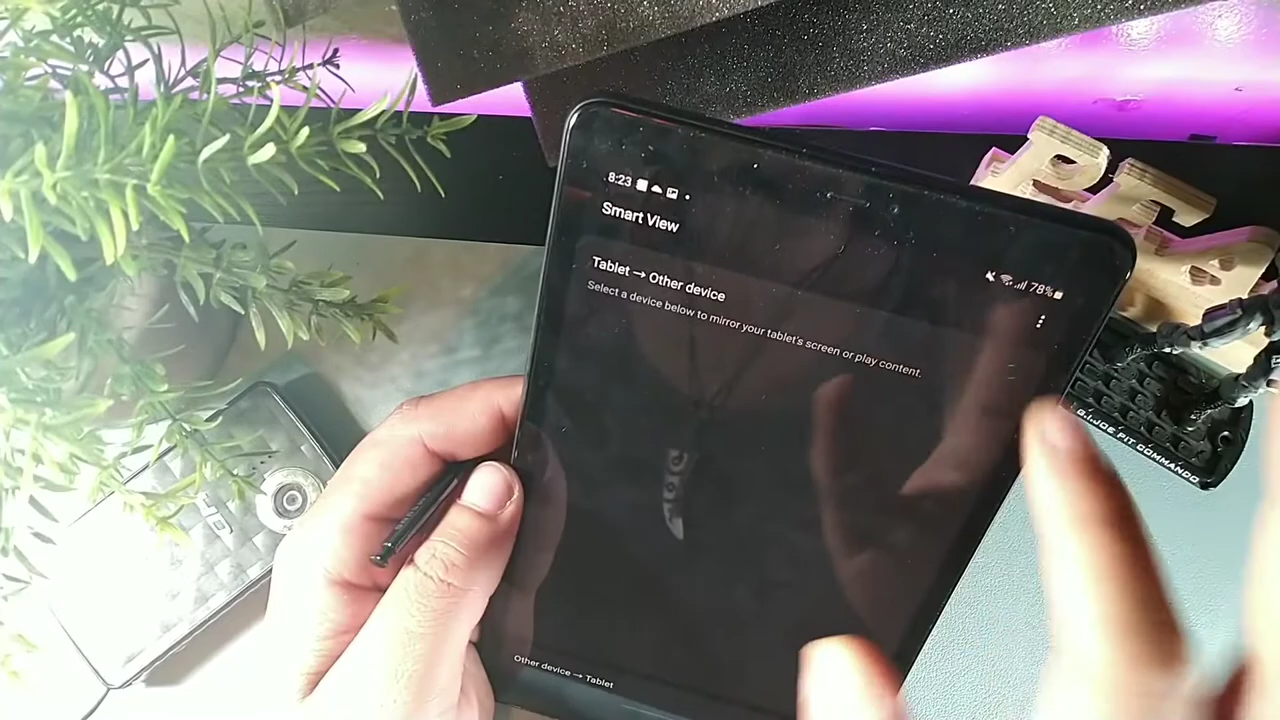 8:23
78%
Smart View
Tablet → Other device
Select a device below to mirror your tablet's screen or play content.
Other device → Tablet
G.I.JOE PIT COMMANDO